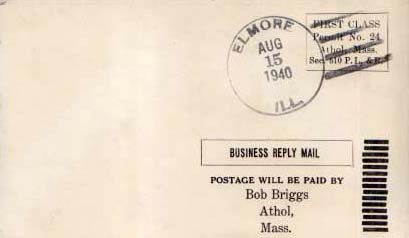 ELMORE
AUG
15
1940
ILL.
FIRST CLASS
Permit No. 24
Athol, Mass.
Sec. 510 P.L. & R.
BUSINESS REPLY MAIL
POSTAGE WILL BE PAID BY
Bob Briggs
Athol,
Mass.